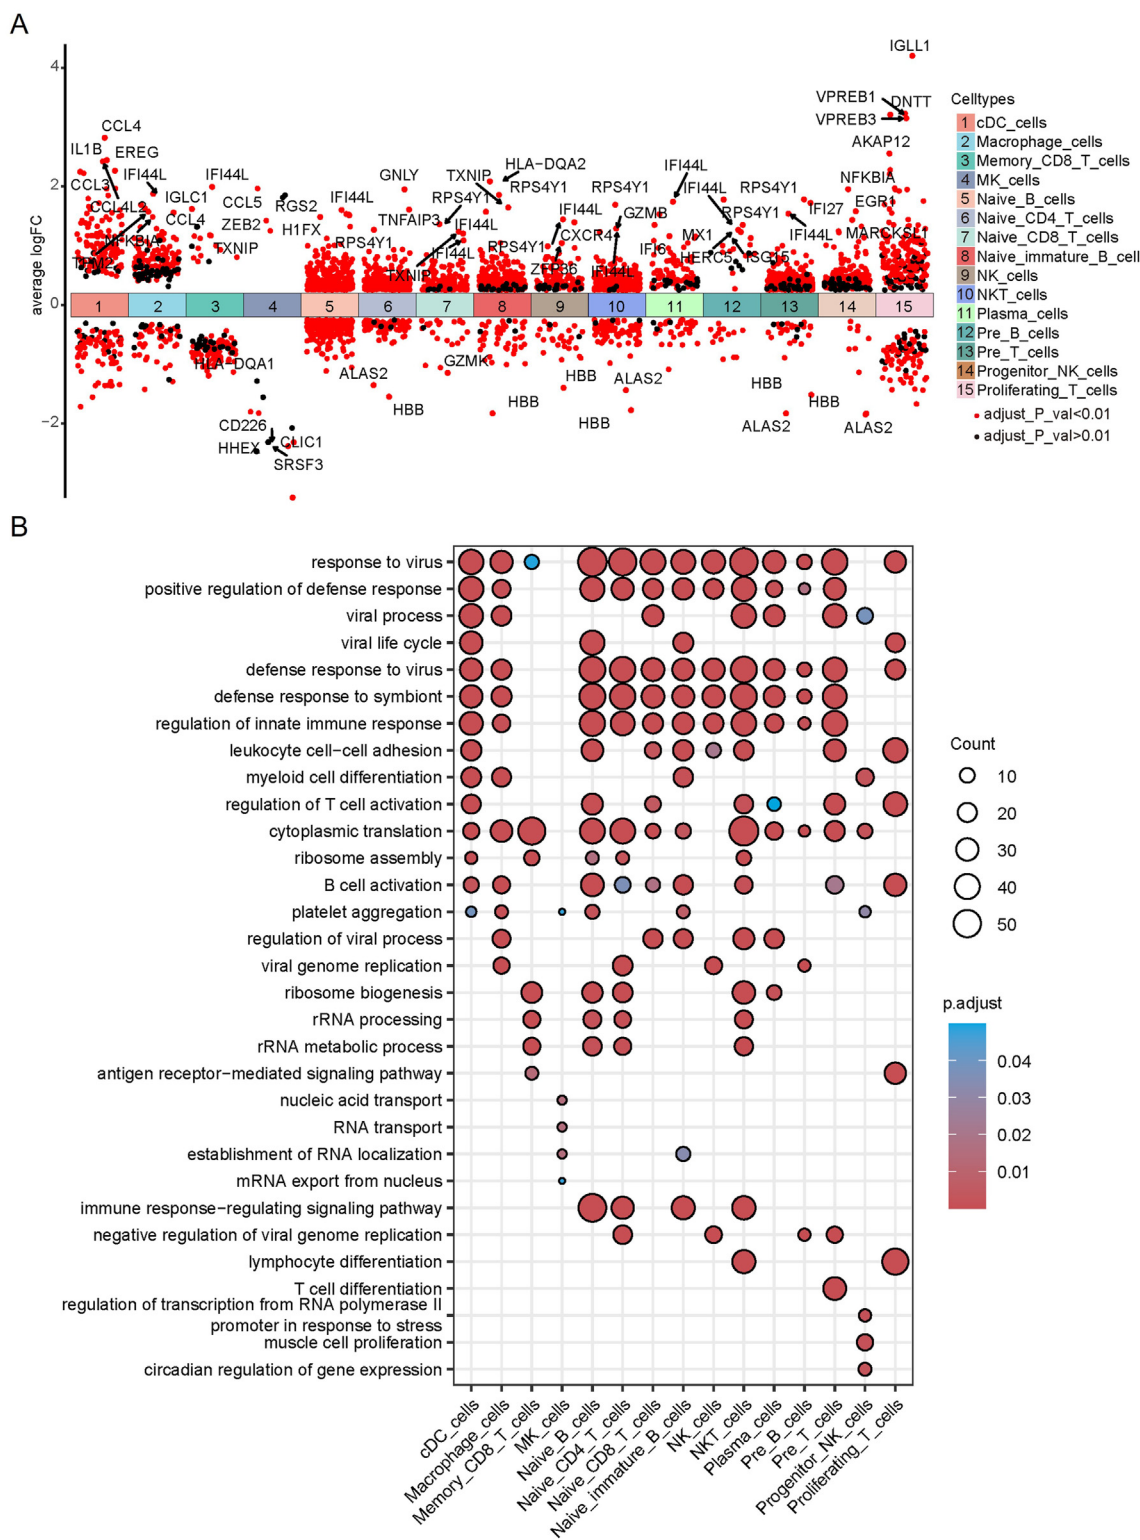 A
4
2
0
−2
average logFC
IGLL1
VPREB1
DNTT
VPREB3
AKAP12
NFKBIA
EGR1
MARCKSL1
CCL4
IL1B
EREG
CCL3
IFI44L
CCL4L2
NFKBIA
IGLC1
CCL4
IFI44L
CCL5
ZEB2
TXNIP
RGS2
H1FX
IFI44L
RPS4Y1
GNLY
TNFAIP3
TXNIP
RPS4Y1
IFI44L
IFI44L
TXNIP
HLA−DQA2
RPS4Y1
RPS4Y1
IFI44L
CXCR4
ZFP36
RPS4Y1
GZMB
IFI44L
IFI44L
IFI6
IFI44L
RPS4Y1
MX1
HERC5
ISG15
RPS4Y1
IFI27
IFI44L
1
2
3
4
5
6
7
8
9
10
11
12
13
14
15
HLA−DQA1
CD226
HHEX
CLIC1
SRSF3
ALAS2
HBB
GZMK
HBB
HBB
HBB
ALAS2
HBB
ALAS2
HBB
ALAS2
Celltypes
1 cDC_cells
2 Macrophage_cells
3 Memory_CD8_T_cells
4 MK_cells
5 Naive_B_cells
6 Naive_CD4_T_cells
7 Naive_CD8_T_cells
8 Naive_immature_B_cell
9 NK_cells
10 NKT_cells
11 Plasma_cells
12 Pre_B_cells
13 Pre_T_cells
14 Progenitor_NK_cells
15 Proliferating_T_cells
adjust_P_val<0.01
adjust_P_val>0.01
B
response to virus
positive regulation of defense response
viral process
viral life cycle
defense response to virus
defense response to symbiont
regulation of innate immune response
leukocyte cell−cell adhesion
myeloid cell differentiation
regulation of T cell activation
cytoplasmic translation
ribosome assembly
B cell activation
platelet aggregation
regulation of viral process
viral genome replication
ribosome biogenesis
rRNA processing
rRNA metabolic process
antigen receptor−mediated signaling pathway
nucleic acid transport
RNA transport
establishment of RNA localization
mRNA export from nucleus
immune response−regulating signaling pathway
negative regulation of viral genome replication
lymphocyte differentiation
T cell differentiation
regulation of transcription from RNA polymerase II
promoter in response to stress
muscle cell proliferation
circadian regulation of gene expression
cDC_cells
Macrophage_cells
Memory_CD8_T_cells
MK_cells
Naive_B_cells
Naive_CD4_T_cells
Naive_CD8_T_cells
Naive_immature_B_cells
NK_cells
NKT_cells
Plasma_cells
Pre_B_cells
Pre_T_cells
Progenitor_NK_cells
Proliferating_T_cells
Count
10
20
30
40
50
p.adjust
0.04
0.03
0.02
0.01